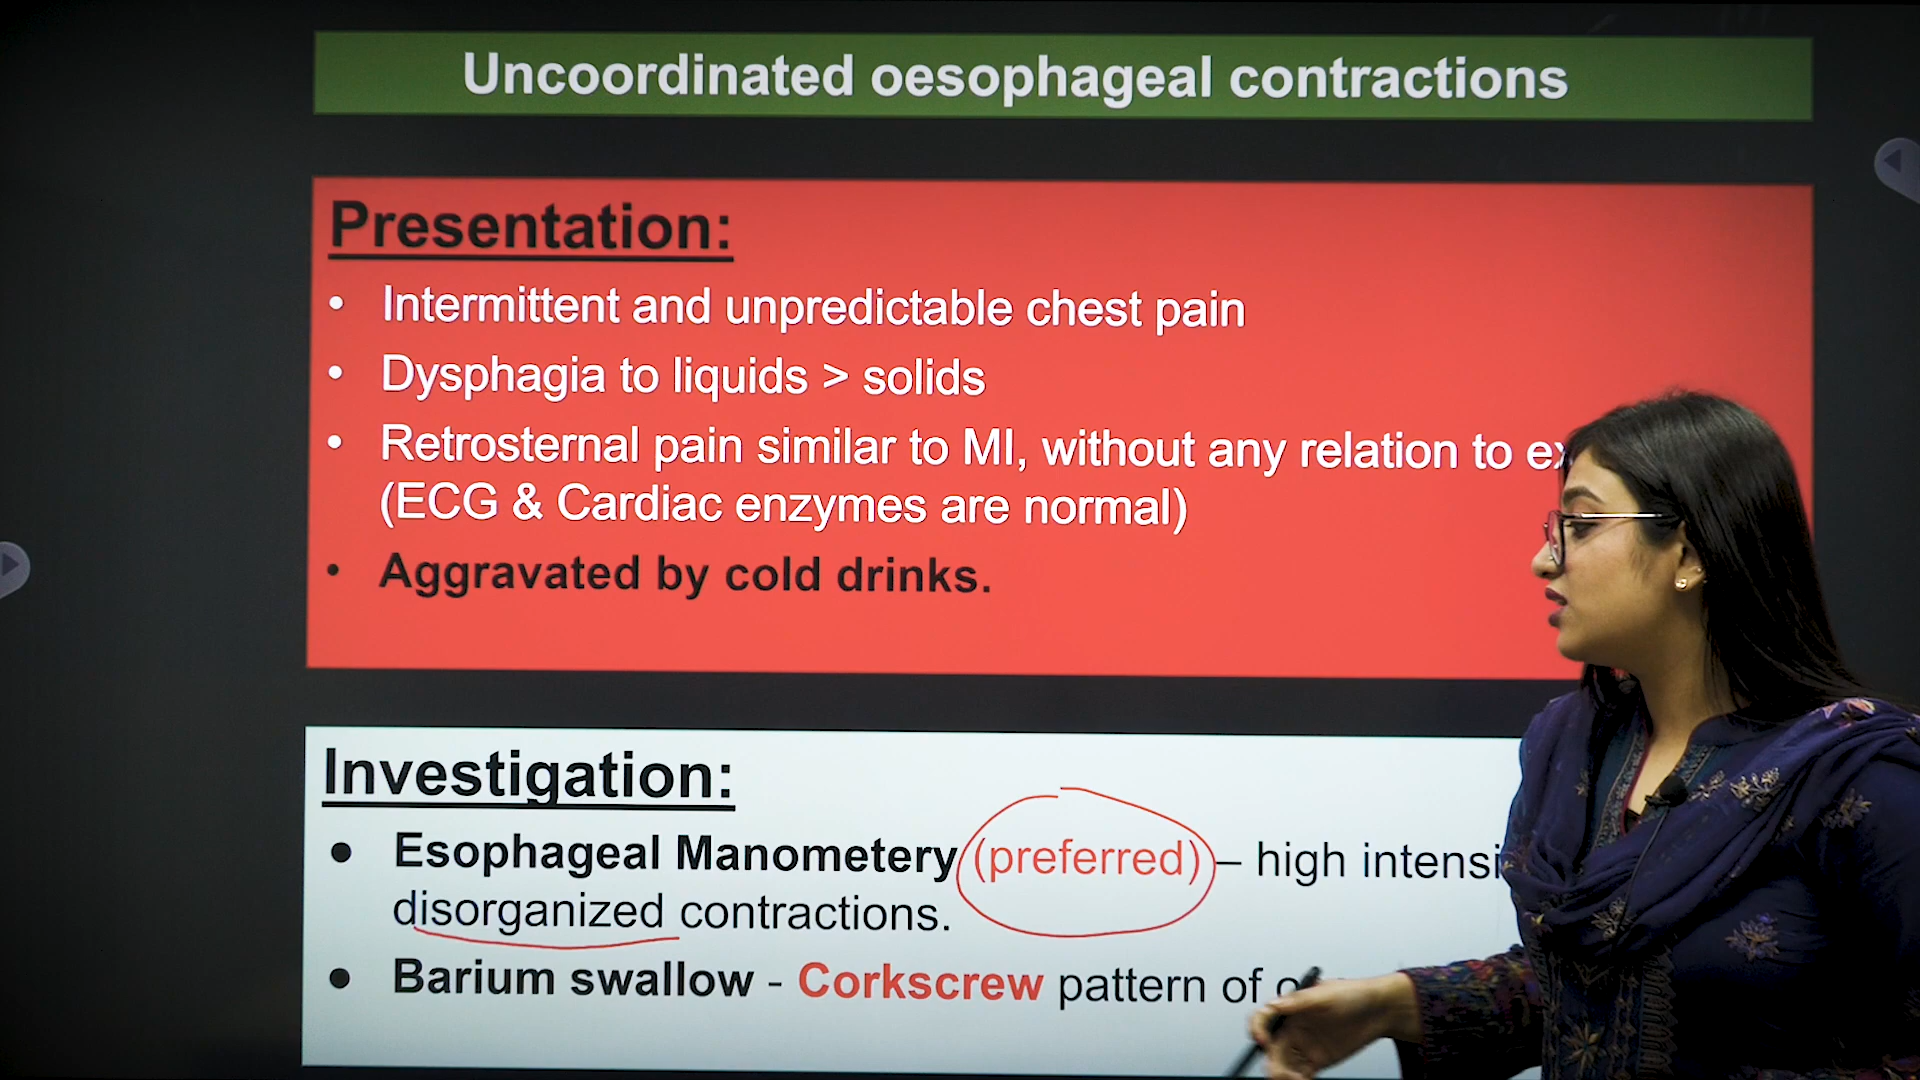 Uncoordinated oesophageal contractions
Presentation:
• Intermittent and unpredictable chest pain
• Dysphagia to liquids > solids
• Retrosternal pain similar to MI, without any relation to
(ECG & Cardiac enzymes are normal)
• Aggravated by cold drinks.
Investigation:
● Esophageal Manometery (preferred) – high
disorganized contractions.
● Barium swallow - Corkscrew pattern of